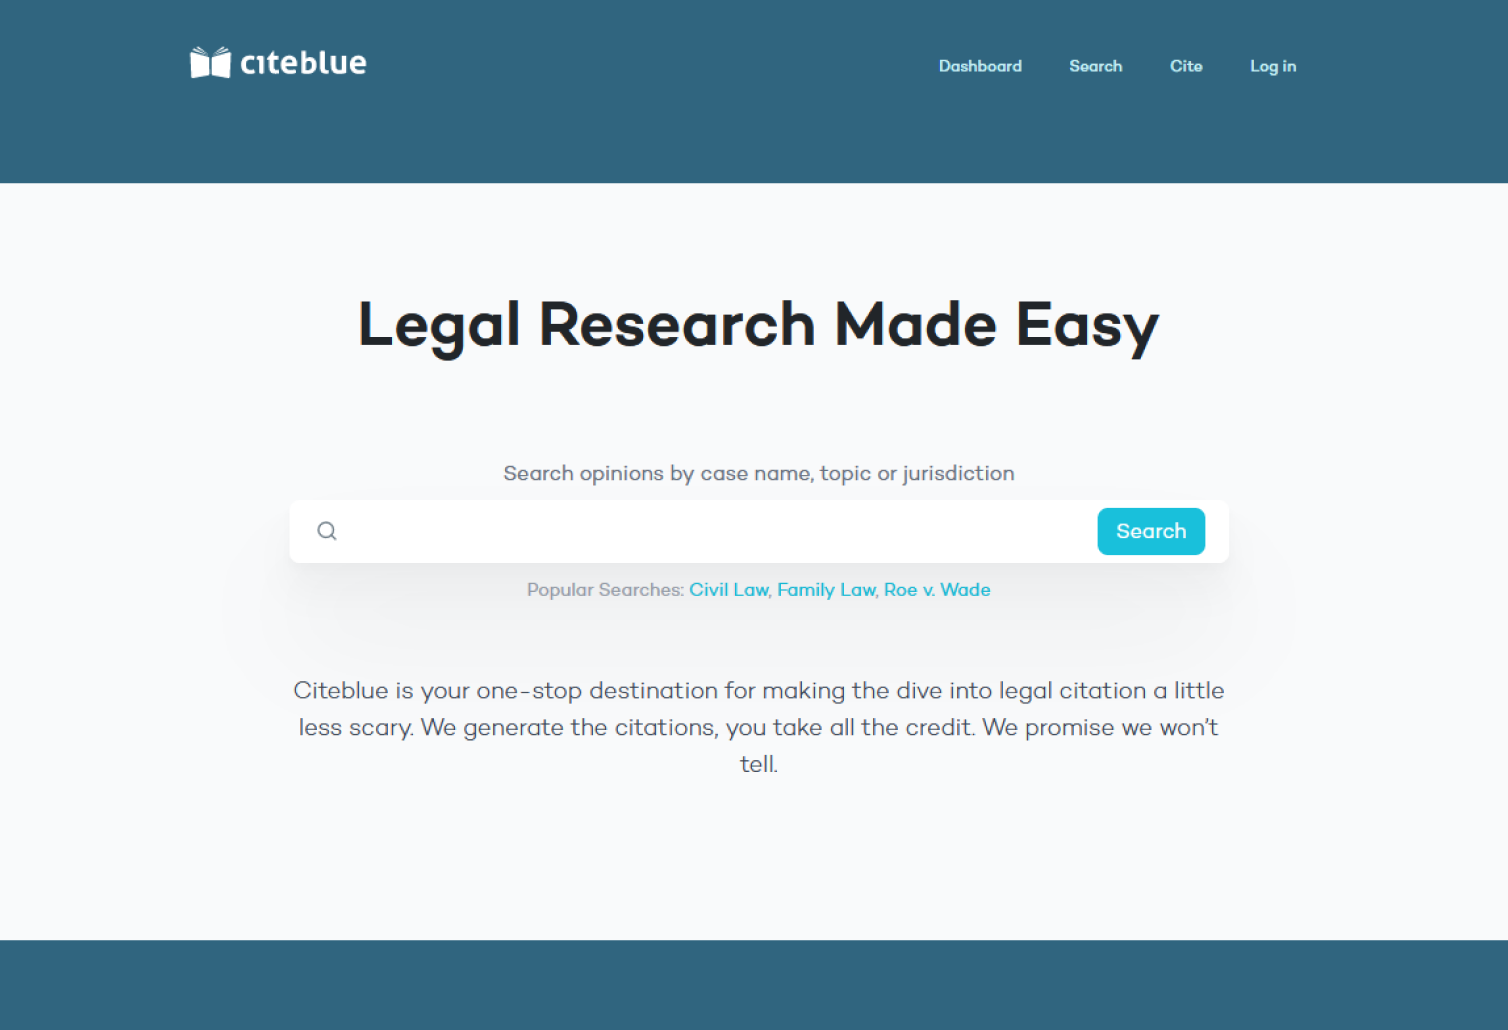 citeblue
Dashboard Search Cite Log in
Legal Research Made Easy
Search opinions by case name, topic or jurisdiction
Search
Popular Searches: Civil Law, Family Law, Roe v. Wade
Citeblue is your one-stop destination for making the dive into legal citation a little
less scary. We generate the citations, you take all the credit. We promise we won’t
tell.